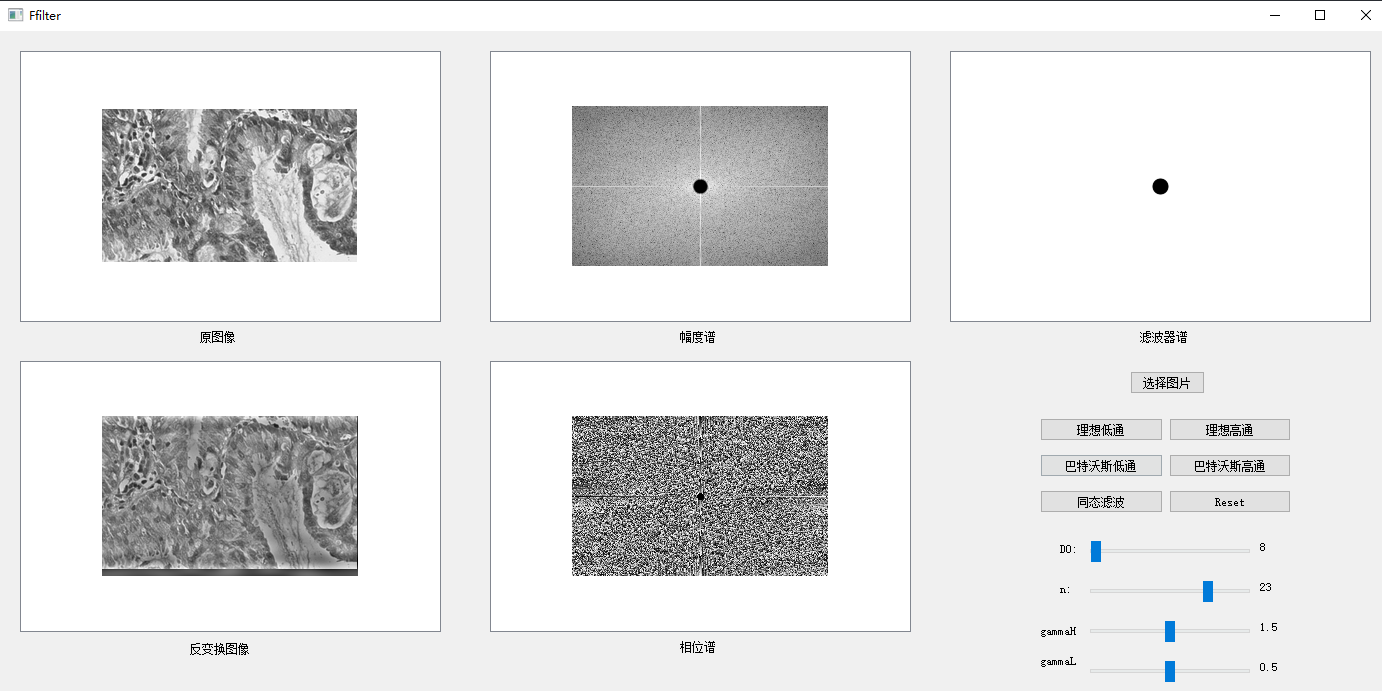 Ffilter
原图像
幅度谱
滤波器谱
选择图片
理想低通 理想高通
巴特沃斯低通 巴特沃斯高通
同态滤波 Reset
D0: 8
n: 23
gammaH 1.5
gammaL 0.5
反变换图像
相位谱